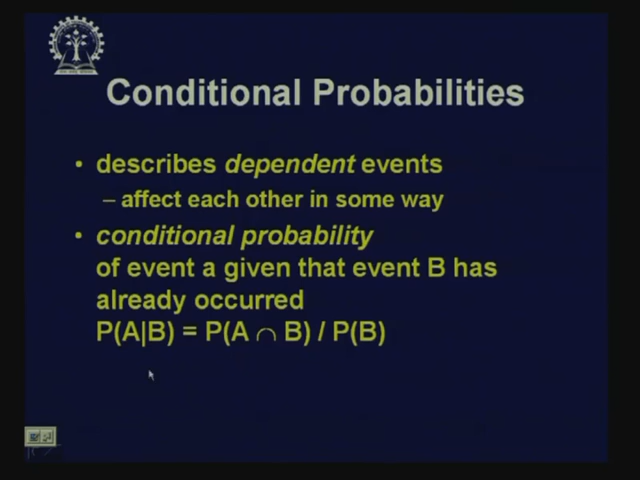 Conditional Probabilities
• describes dependent events
– affect each other in some way
• conditional probability
of event a given that event B has
already occurred
P(A|B) = P(A ∩ B) / P(B)